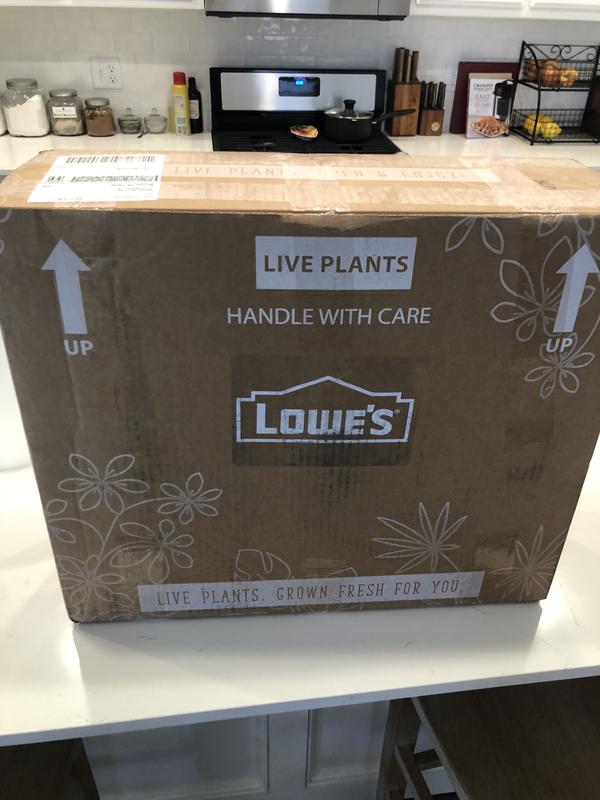 LIVE PLANTS. OPEN & ENJOY!
LIVE PLANTS
HANDLE WITH CARE
UP
UP
LOWE'S
LIVE PLANTS. GROWN FRESH FOR YOU.